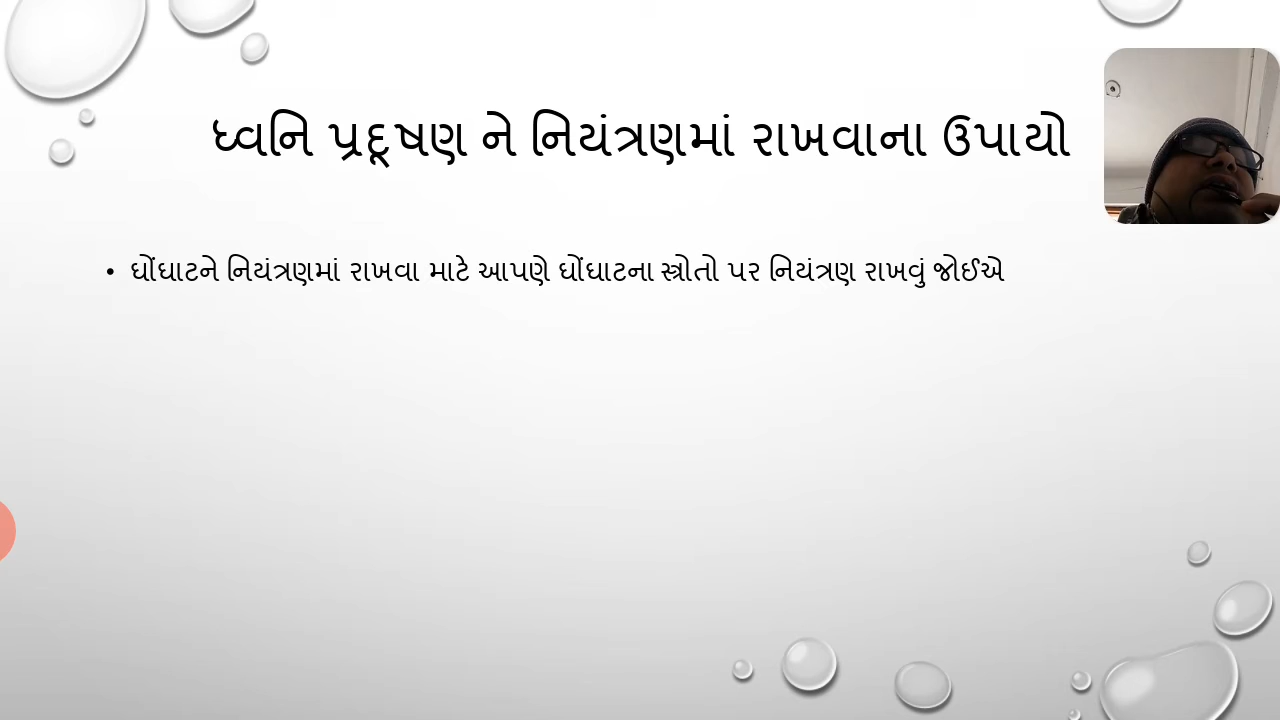 ધ્વનિ પ્રદૂષણ ને નિયંત્રણમાં રાખવાના ઉપાયો
• ઘોંઘાટને નિયંત્રણમાં રાખવા માટે આપણે ઘોંઘાટના સ્ત્રોતો પર નિયંત્રણ રાખવું જોઈએ